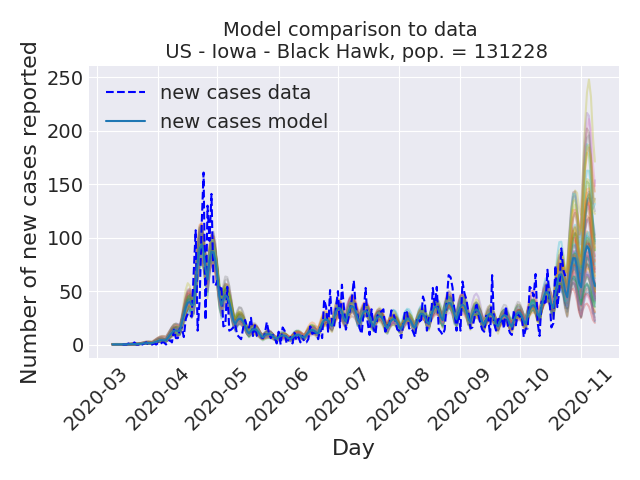 Model comparison to data
US - Iowa - Black Hawk, pop. = 131228
Number of new cases reported
250
200
150
100
50
0
new cases data
new cases model
2020-03
2020-04
2020-05
2020-06
2020-07
2020-08
2020-09
2020-10
2020-11
Day